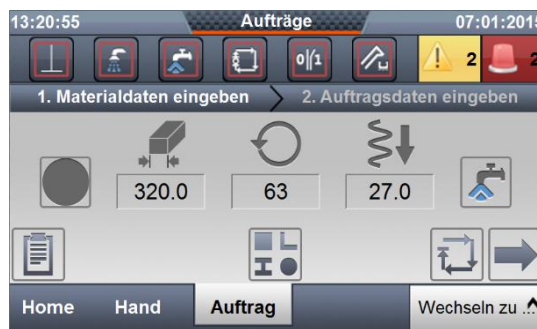 13:20:55 Aufträge 07:01:2015
0 1 2 2
1. Materialdaten eingeben 2. Auftragsdaten eingeben
320.0 63 27.0
Home Hand Auftrag Wechseln zu ...